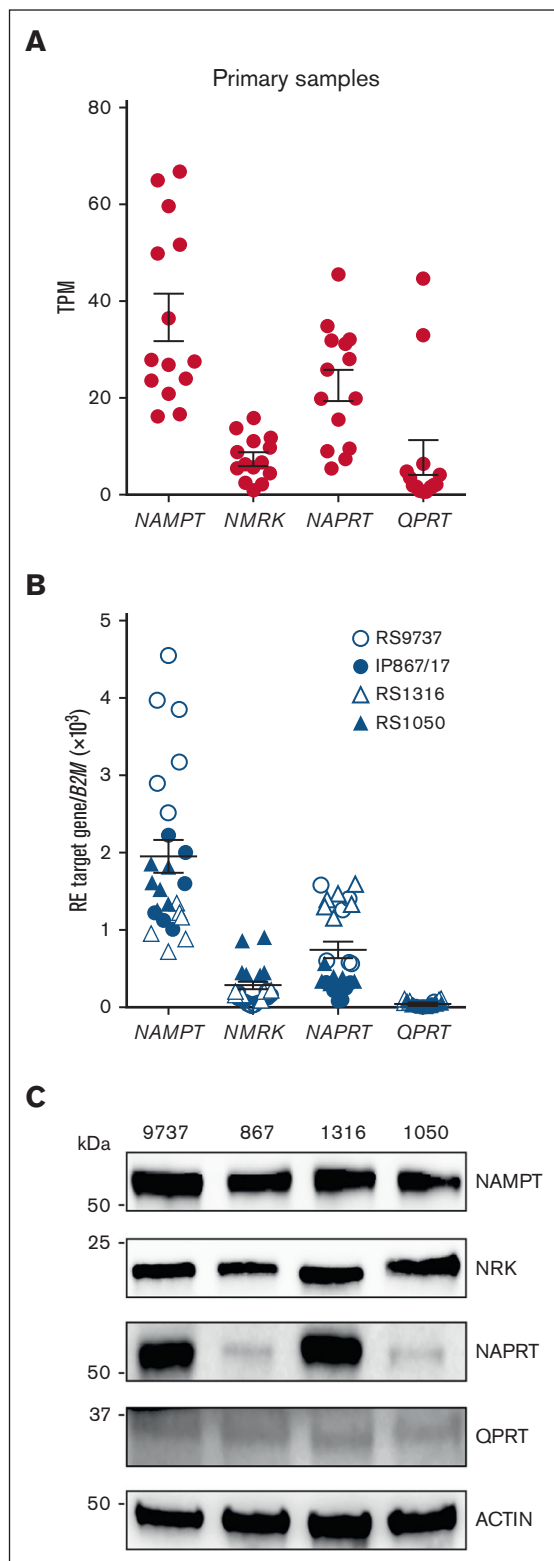 A
Primary samples
80
60
40
20
0
TPM
NAMPT NMRK NAPRT QPRT
B
5
4
3
2
1
0
RE target gene/B2M (×10³)
RS9737
IP867/17
RS1316
RS1050
NAMPT NMRK NAPRT QPRT
C
kDa 9737 867 1316 1050
NAMPT
50
25
NRK
NAPRT
50
37
QPRT
50
ACTIN